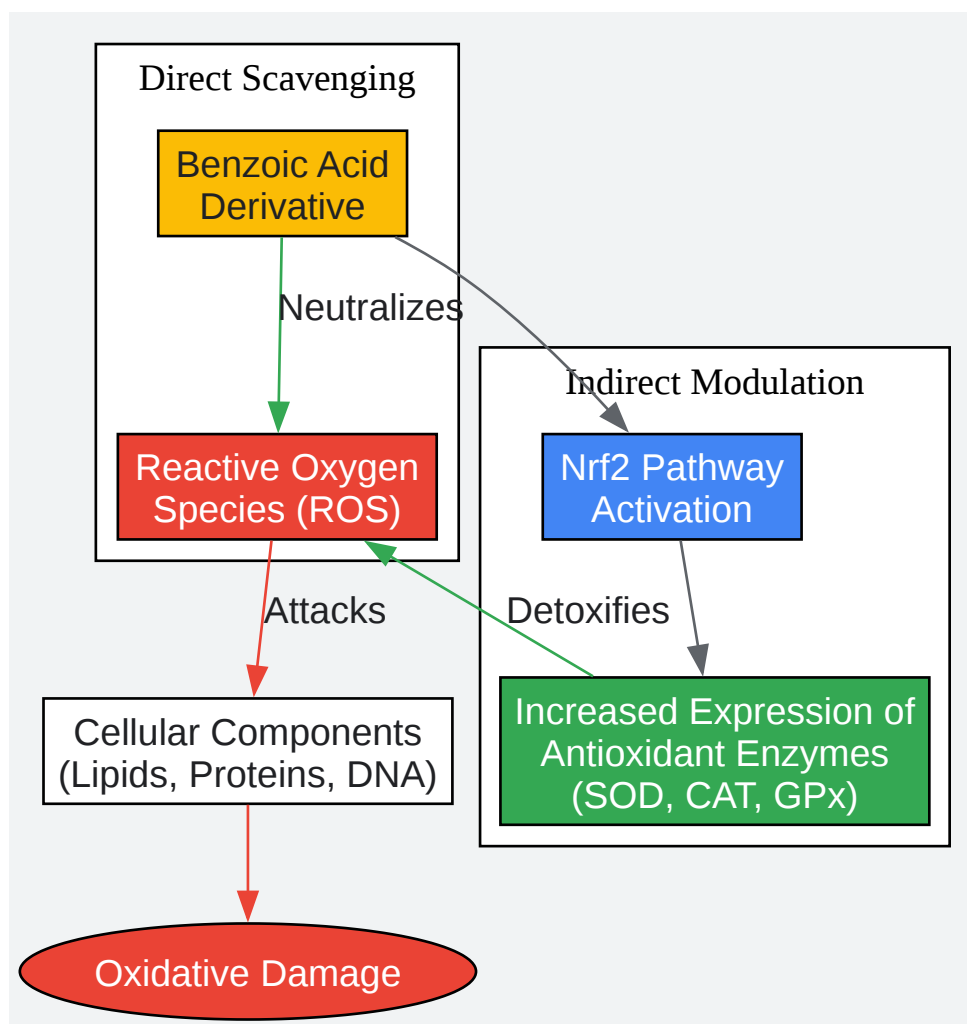 Direct Scavenging
Benzoic Acid
Derivative
Neutralizes
Indirect Modulation
Reactive Oxygen
Species (ROS)
Nrf2 Pathway
Activation
Attacks
Detoxifies
Cellular Components
(Lipids, Proteins, DNA)
Increased Expression of
Antioxidant Enzymes
(SOD, CAT, GPx)
Oxidative Damage